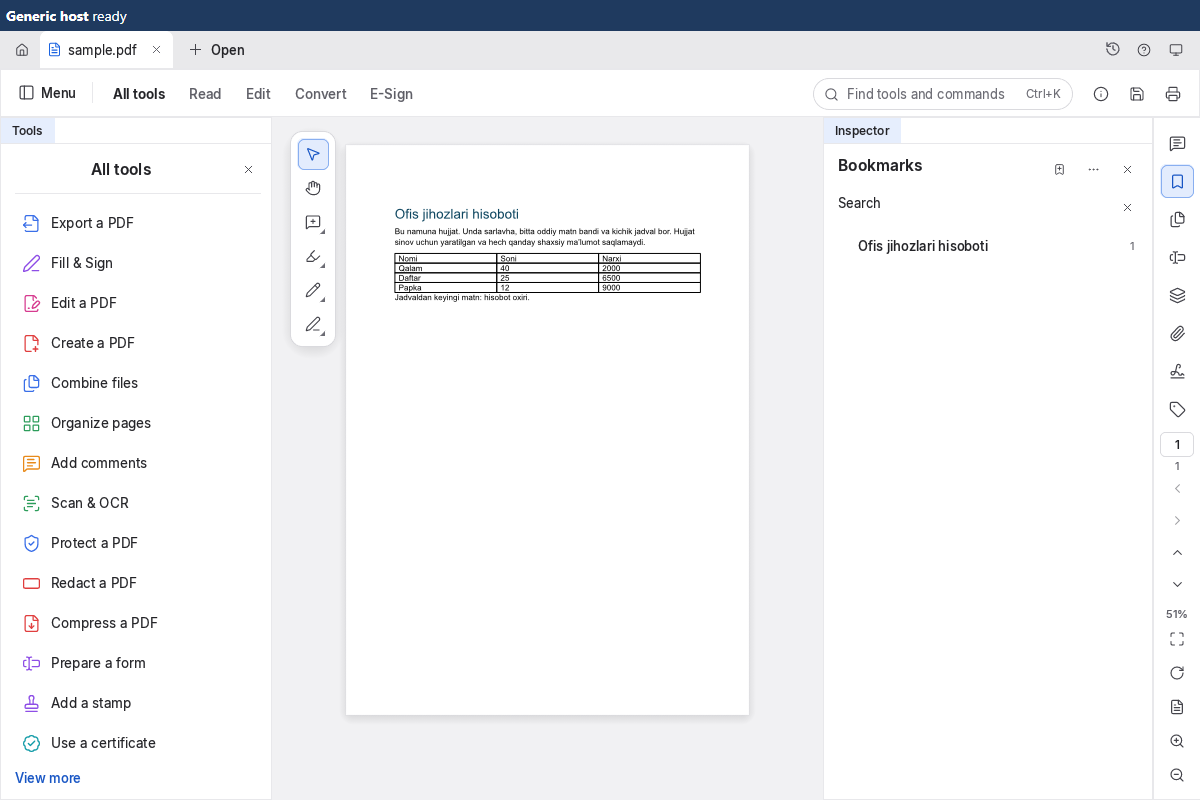 Generic host ready
sample.pdf
Open
Menu
All tools
Read
Edit
Convert
E-Sign
Find tools and commands Ctrl+K
Tools
All tools
Export a PDF
Fill & Sign
Edit a PDF
Create a PDF
Combine files
Organize pages
Add comments
Scan & OCR
Protect a PDF
Redact a PDF
Compress a PDF
Prepare a form
Add a stamp
Use a certificate
View more
Ofis jihozlari hisoboti
Bu namuna hujjat. Unda sarlavha, bitta oddiy matn bandi va kichik jadval bor. Hujjat
sinov uchun yaratilgan va hech qanday shaxsiy ma'lumot saqlamaydi.
Nomi Soni Narxi
Qalam 40 2000
Daftar 25 6500
Papka 12 9000
Jadvaldan keyingi matn: hisobot oxiri.
Inspector
Bookmarks
Search
Ofis jihozlari hisoboti 1
1
1
51%